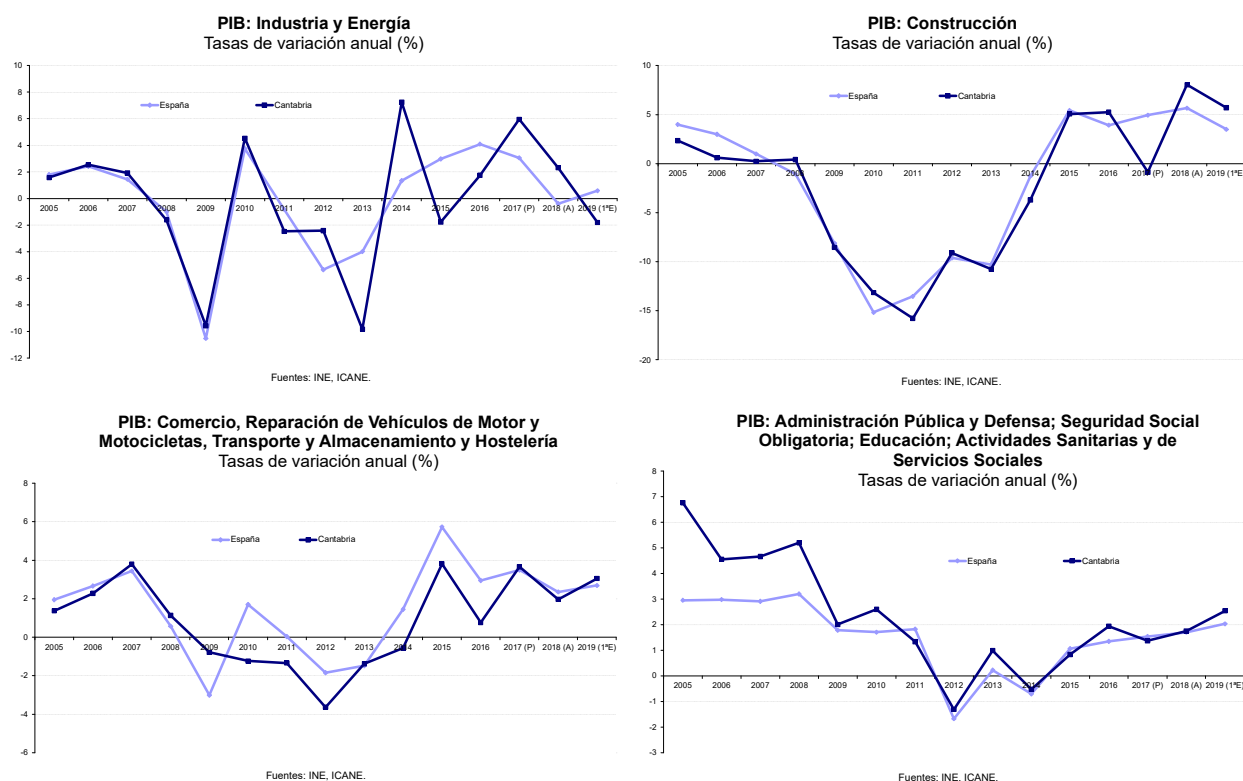 PIB: Industria y Energía
Tasas de variación anual (%)
10
8
6
4
2
0
-2
-4
-6
-8
-10
-12
España
Cantabria
2005
2006
2007
2008
2009
2010
2011
2012
2013
2014
2015
2016
2017 (P)
2018 (A)
2019 (1ªE)
Fuentes: INE, ICANE.
PIB: Construcción
Tasas de variación anual (%)
10
5
0
-5
-10
-15
-20
España
Cantabria
2005
2006
2007
2008
2009
2010
2011
2012
2013
2014
2015
2016
2017 (P)
2018 (A)
2019 (1ªE)
Fuentes: INE, ICANE.
PIB: Comercio, Reparación de Vehículos de Motor y
Motocicletas, Transporte y Almacenamiento y Hostelería
Tasas de variación anual (%)
8
6
4
2
0
-2
-4
-6
España
Cantabria
2005
2006
2007
2008
2009
2010
2011
2012
2013
2014
2015
2016
2017 (P)
2018 (A)
2019 (1ªE)
Fuentes: INE, ICANE.
PIB: Administración Pública y Defensa; Seguridad Social
Obligatoria; Educación; Actividades Sanitarias y de
Servicios Sociales
Tasas de variación anual (%)
8
7
6
5
4
3
2
1
0
-1
-2
-3
España
Cantabria
2005
2006
2007
2008
2009
2010
2011
2012
2013
2014
2015
2016
2017 (P)
2018 (A)
2019 (1ªE)
Fuentes: INE, ICANE.